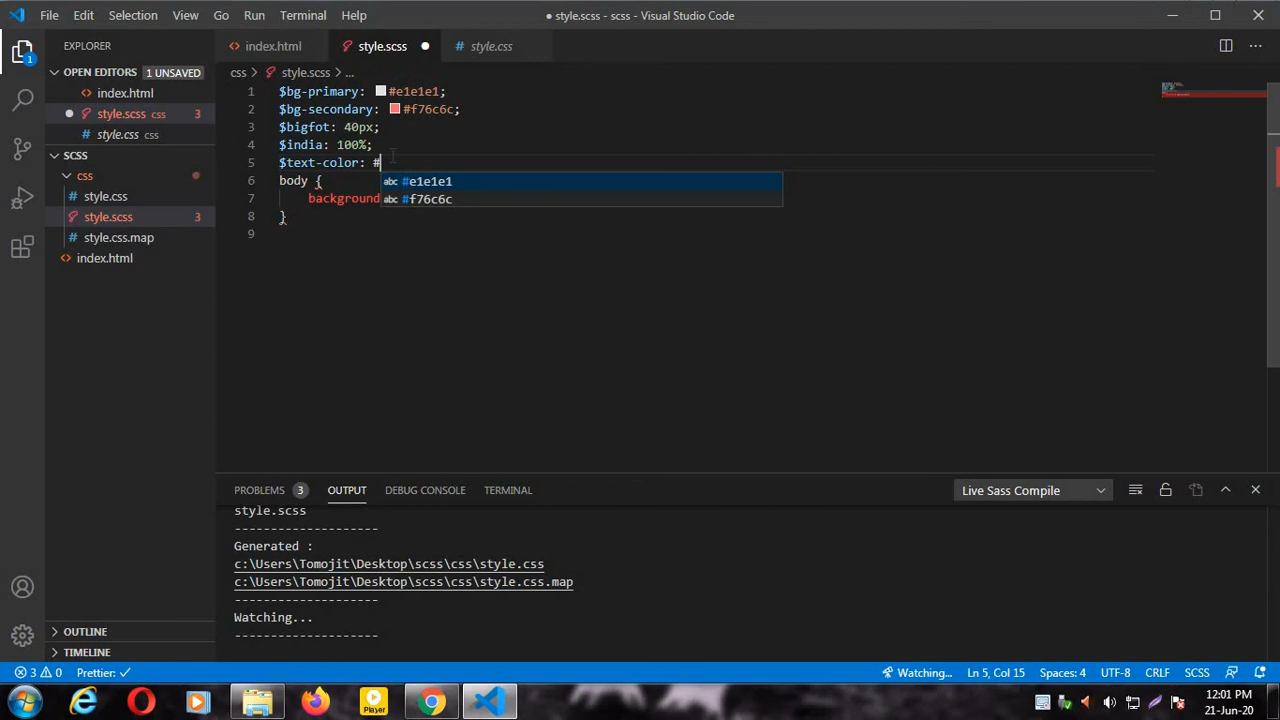 File Edit Selection View Go Run Terminal Help
● style.scss - scss - Visual Studio Code
EXPLORER
OPEN EDITORS 1 UNSAVED
index.html
style.scss css 3
style.css css
SCSS
css
style.css
style.scss 3
style.css.map
index.html
OUTLINE
TIMELINE
index.html style.scss style.css
css > style.scss > ...
1 $bg-primary: #e1e1e1;
2 $bg-secondary: #f76c6c;
3 $bigfot: 40px;
4 $india: 100%;
5 $text-color: #
6 body {
7 background
8 }
9
abc #e1e1e1
abc #f76c6c
PROBLEMS 3 OUTPUT DEBUG CONSOLE TERMINAL
Live Sass Compile
style.scss
--------------------
Generated :
c:\Users\Tomojit\Desktop\scss\css\style.css
c:\Users\Tomojit\Desktop\scss\css\style.css.map
--------------------
Watching...
--------------------
1
3 0 Prettier: ✓ Watching... Ln 5, Col 15 Spaces: 4 UTF-8 CRLF SCSS
Player
12:01 PM
21-Jun-20